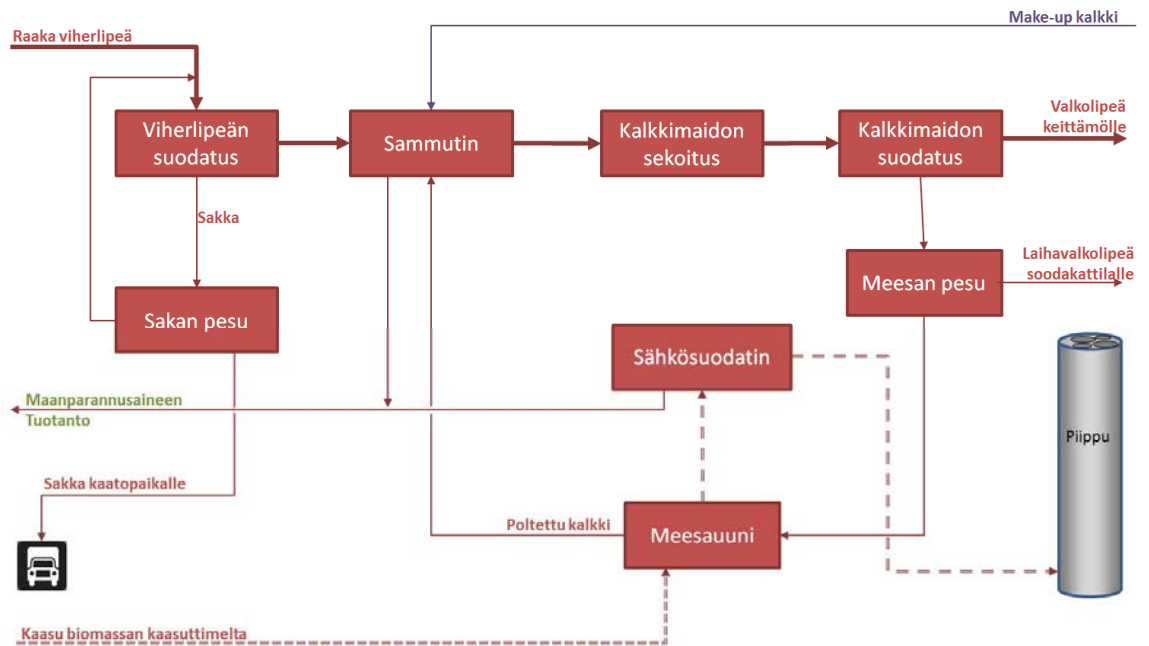 Make-up kalkki
Raaka viherlipeä
Viherlipeän
suodatus
Sammutin
Kalkkimaidon
sekoitus
Kalkkimaidon
suodatus
Valkolipeä
keittämölle
Sakka
Meesan pesu
Laihavalkolipeä
soodakattilalle
Sakan pesu
Sähkösuodatin
Maanparannusaineen
Tuotanto
Piippu
Sakka kaatopaikalle
Poltettu kalkki
Meesauuni
Kaasu biomassan kaasuttimelta